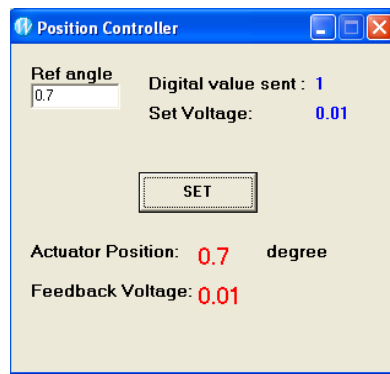 Position Controller
Ref angle
0.7
Digital value sent : 1
Set Voltage: 0.01
SET
Actuator Position: 0.7 degree
Feedback Voltage: 0.01